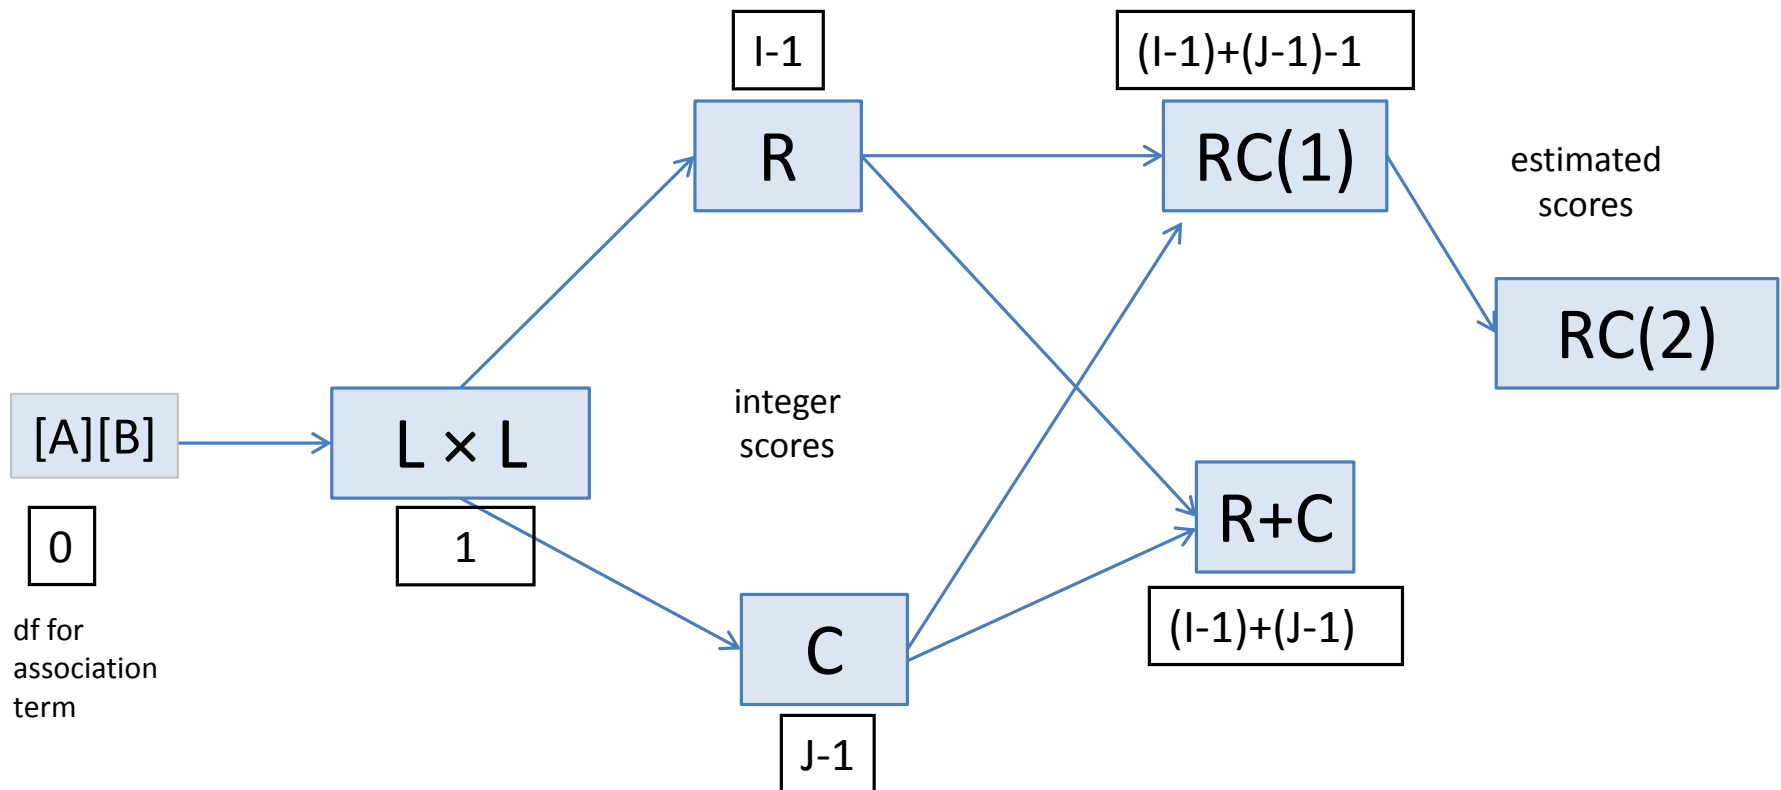 I-1
(I-1)+(J-1)-1
R
RC(1)
estimated
scores
RC(2)
[A][B]
L × L
integer
scores
0
1
R+C
(I-1)+(J-1)
df for
association
term
C
J-1